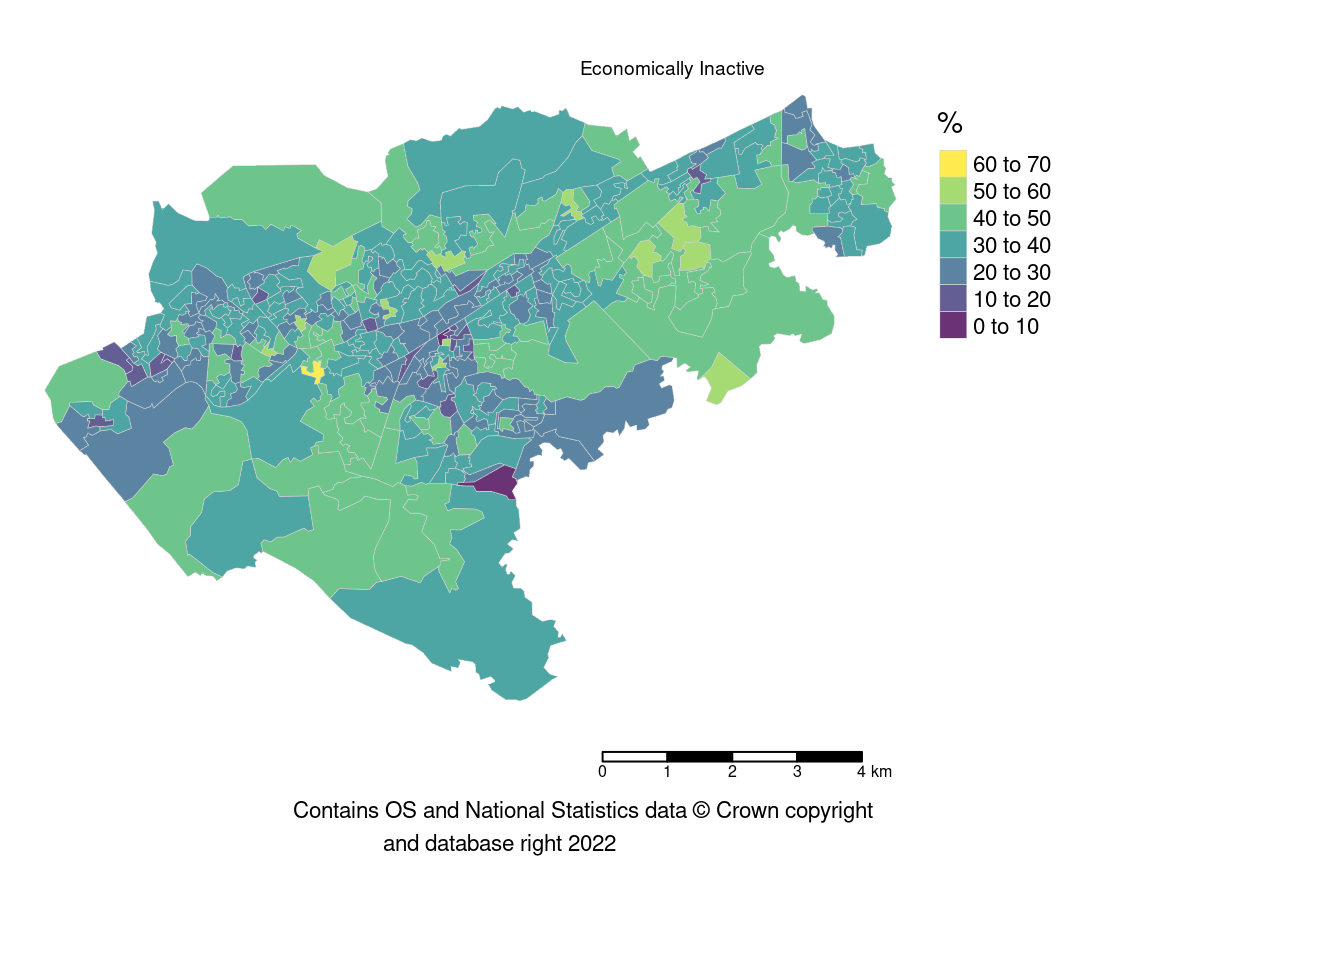 Economically Inactive
%
60 to 70
50 to 60
40 to 50
30 to 40
20 to 30
10 to 20
0 to 10
0 1 2 3 4 km
Contains OS and National Statistics data © Crown copyright
and database right 2022